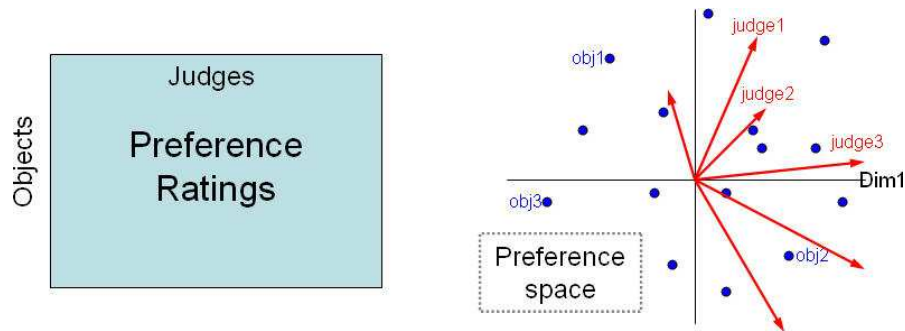 Judges
Objects
Preference
Ratings
judge1
obj1
judge2
judge3
Dim1
obj3
obj2
Preference
space